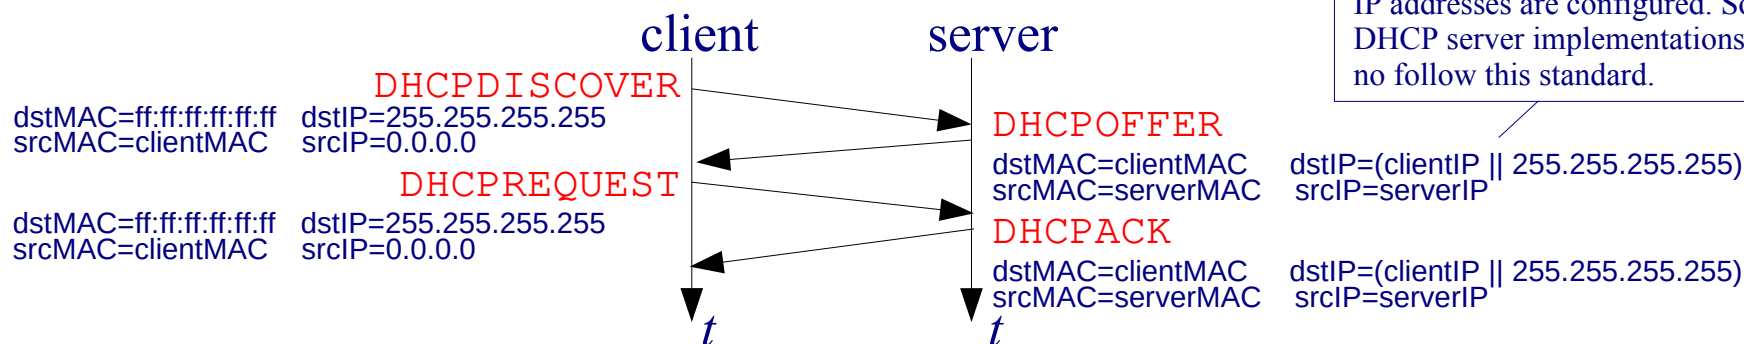 client
server
IP addresses are configured.
DHCP server implementations
no follow this standard.
DHCPDISCOVER
dstMAC=ff:ff:ff:ff:ff:ff dstIP=255.255.255.255
srcMAC=clientMAC srcIP=0.0.0.0
DHCPOFFER
dstMAC=clientMAC dstIP=(clientIP || 255.255.255.255)
srcMAC=serverMAC srcIP=serverIP
DHCPREQUEST
dstMAC=ff:ff:ff:ff:ff:ff dstIP=255.255.255.255
srcMAC=clientMAC srcIP=0.0.0.0
DHCPACK
dstMAC=clientMAC dstIP=(clientIP || 255.255.255.255)
srcMAC=serverMAC srcIP=serverIP
t
t